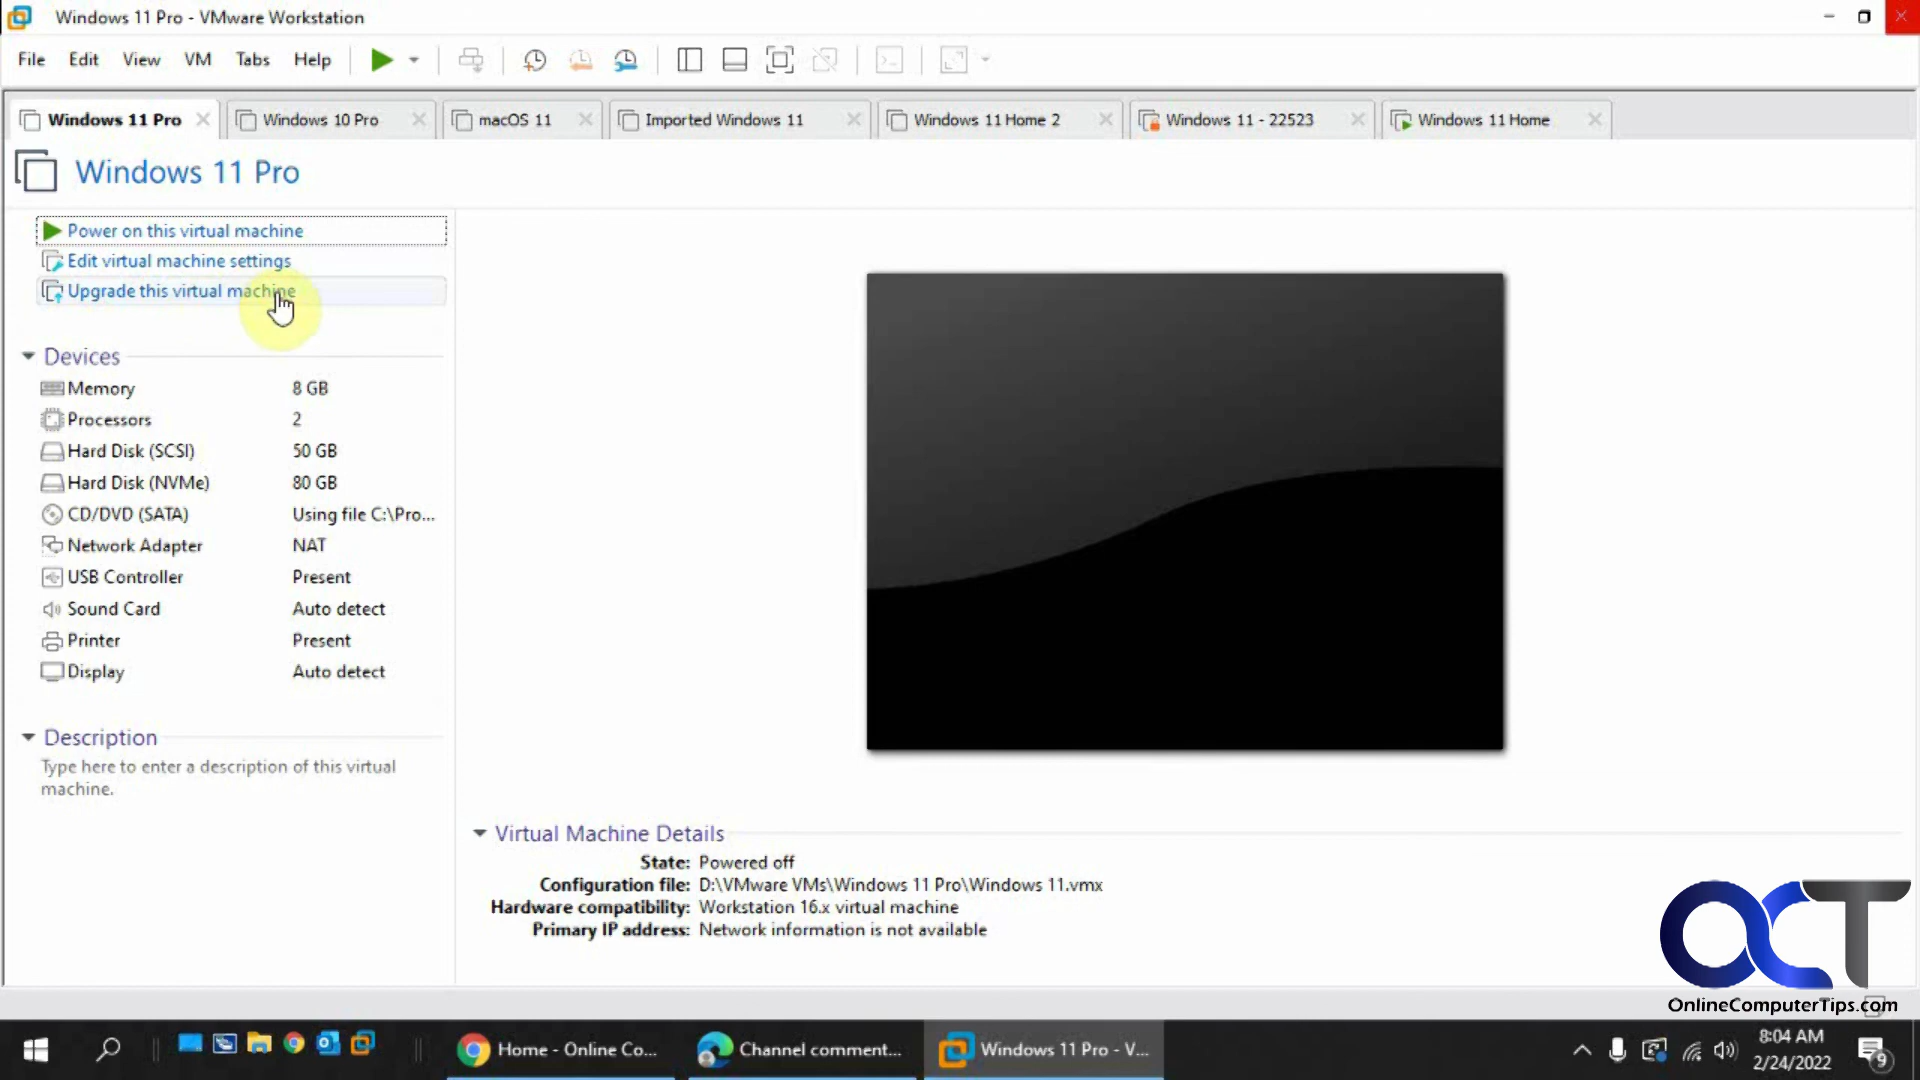 Windows 11 Pro - VMware Workstation
File Edit View VM Tabs Help
Windows 11 Pro Windows 10 Pro macOS 11 Imported Windows 11 Windows 11 Home 2 Windows 11 - 22523 Windows 11 Home
Windows 11 Pro
Power on this virtual machine
Edit virtual machine settings
Upgrade this virtual machine
Devices
Memory 8 GB
Processors 2
Hard Disk (SCSI) 50 GB
Hard Disk (NVMe) 80 GB
CD/DVD (SATA) Using file C:\Pro...
Network Adapter NAT
USB Controller Present
Sound Card Auto detect
Printer Present
Display Auto detect
Description
Type here to enter a description of this virtual
machine.
Virtual Machine Details
State: Powered off
Configuration file: D:\VMware VMs\Windows 11 Pro\Windows 11.vmx
Hardware compatibility: Workstation 16.x virtual machine
Primary IP address: Network information is not available
OCT
OnlineComputerTips.com
Home - Online Co... Channel comment... Windows 11 Pro - V...
8:04 AM
2/24/2022
9